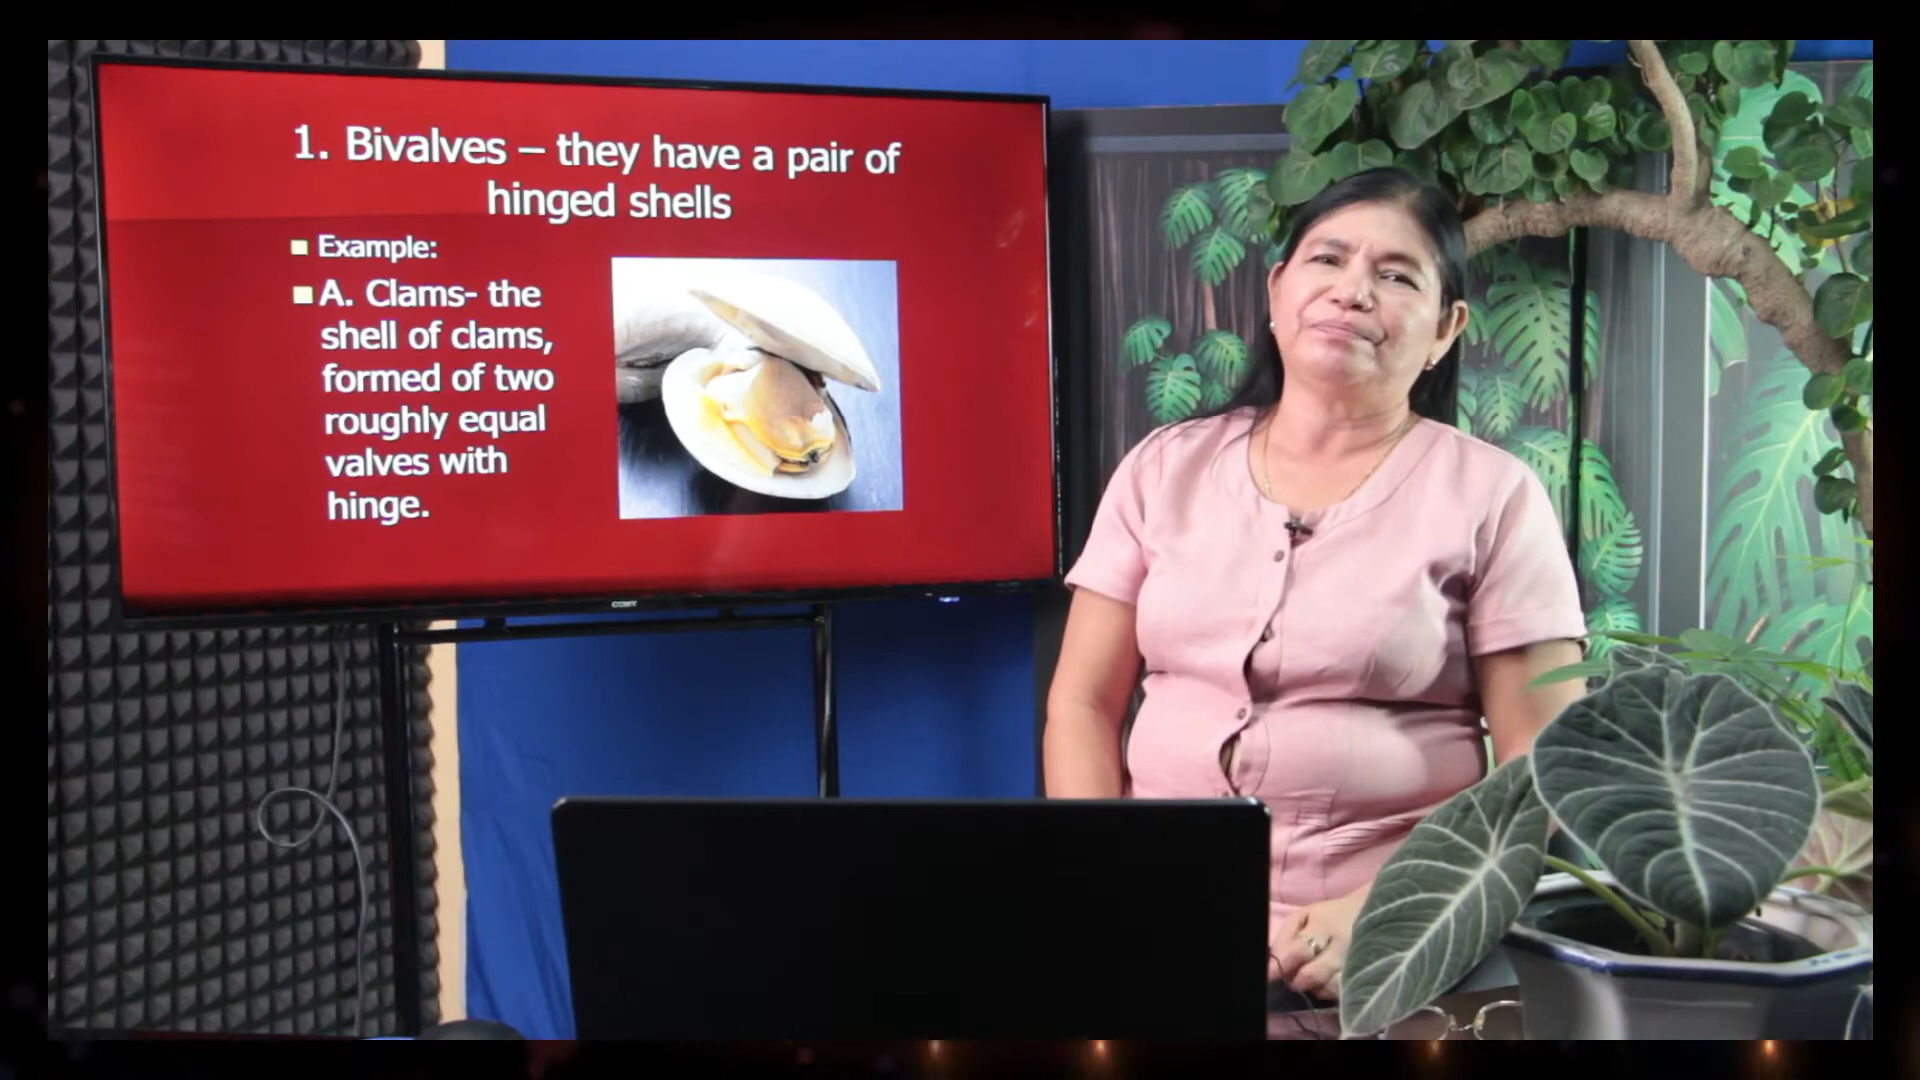 1. Bivalves – they have a pair of
hinged shells
Example:
A. Clams- the
shell of clams,
formed of two
roughly equal
valves with
hinge.
COBY